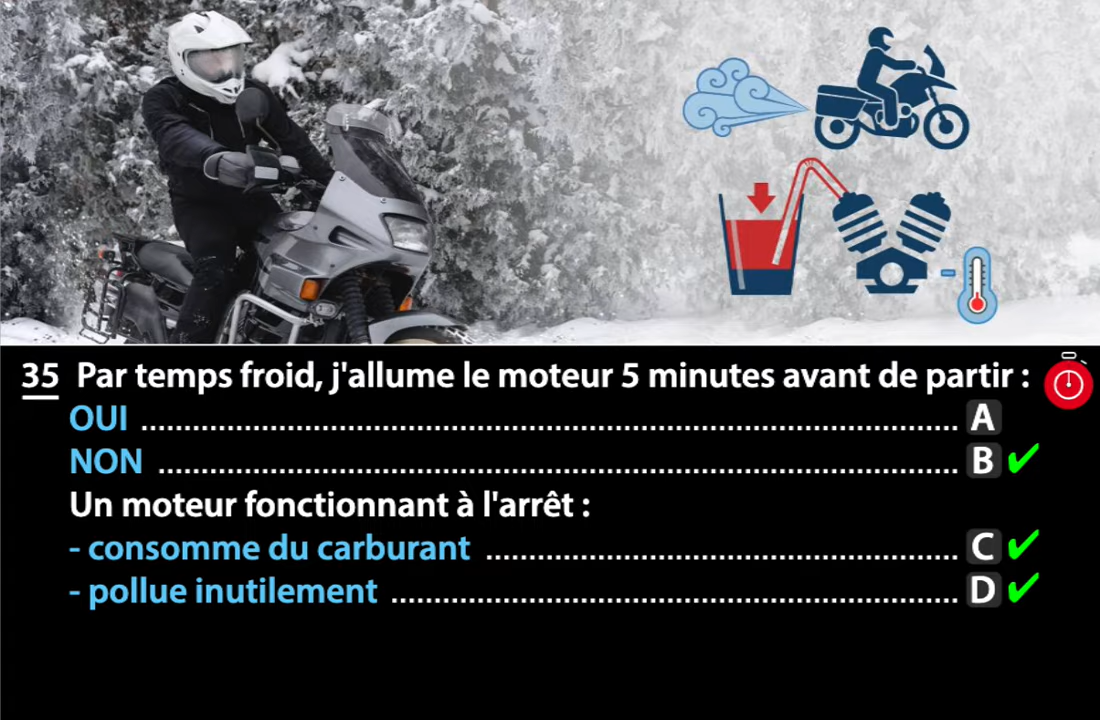 35 Par temps froid, j'allume le moteur 5 minutes avant de partir :
OUI ........................................................................................................ A
NON ...................................................................................................... B ✔
Un moteur fonctionnant à l'arrêt :
- consomme du carburant ............................................................ C ✔
- pollue inutilement ........................................................................ D ✔